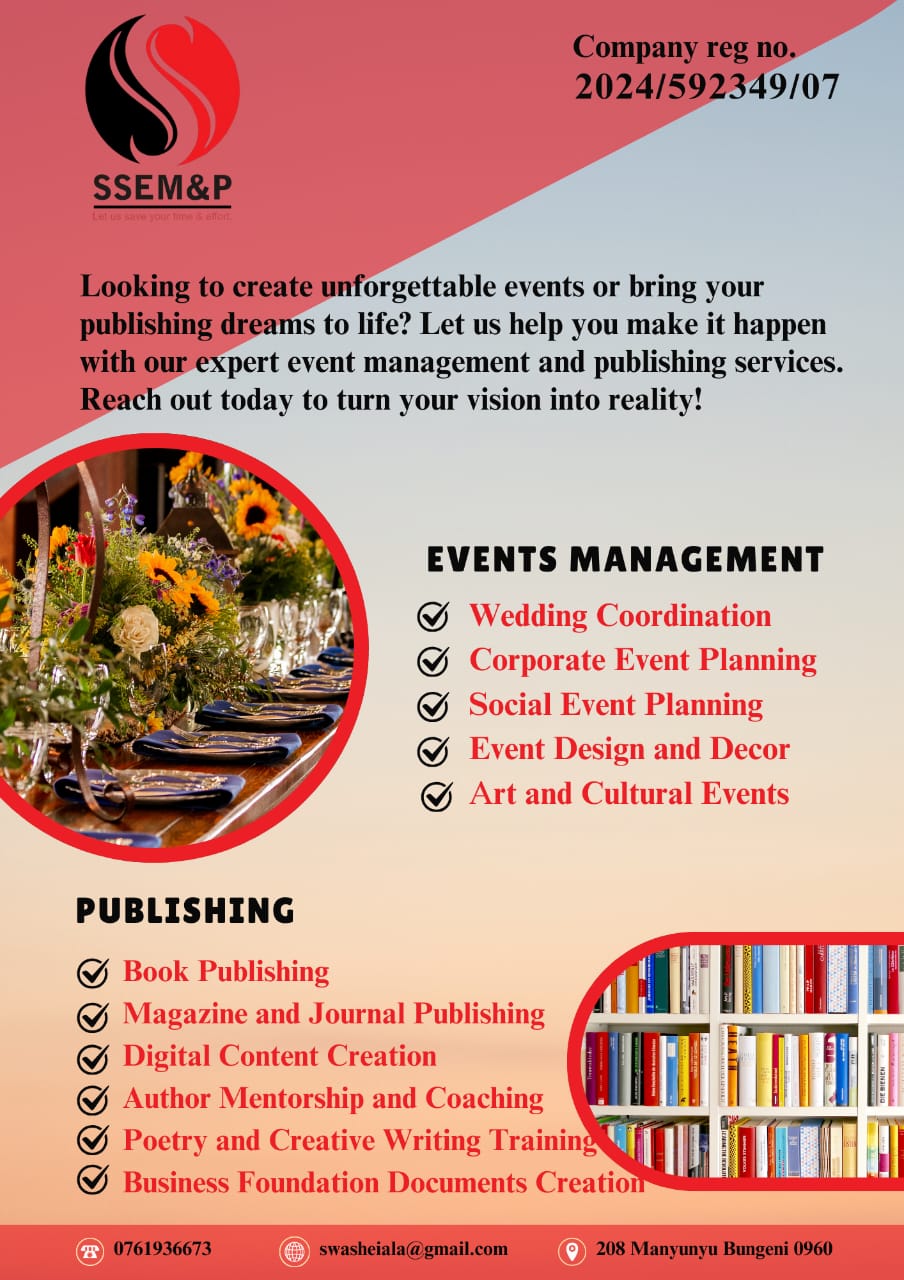 Company reg no.
2024/592349/07
SSEM&P
Let us save your time & effort.
Looking to create unforgettable events or bring your
publishing dreams to life? Let us help you make it happen
with our expert event management and publishing services.
Reach out today to turn your vision into reality!
EVENTS MANAGEMENT
Wedding Coordination
Corporate Event Planning
Social Event Planning
Event Design and Decor
Art and Cultural Events
PUBLISHING
Book Publishing
Magazine and Journal Publishing
Digital Content Creation
Author Mentorship and Coaching
Poetry and Creative Writing Training
Business Foundation Documents Creation
HEALTH
DIE BIENEN
0761936673
swasheiala@gmail.com
208 Manyunyu Bungeni 0960